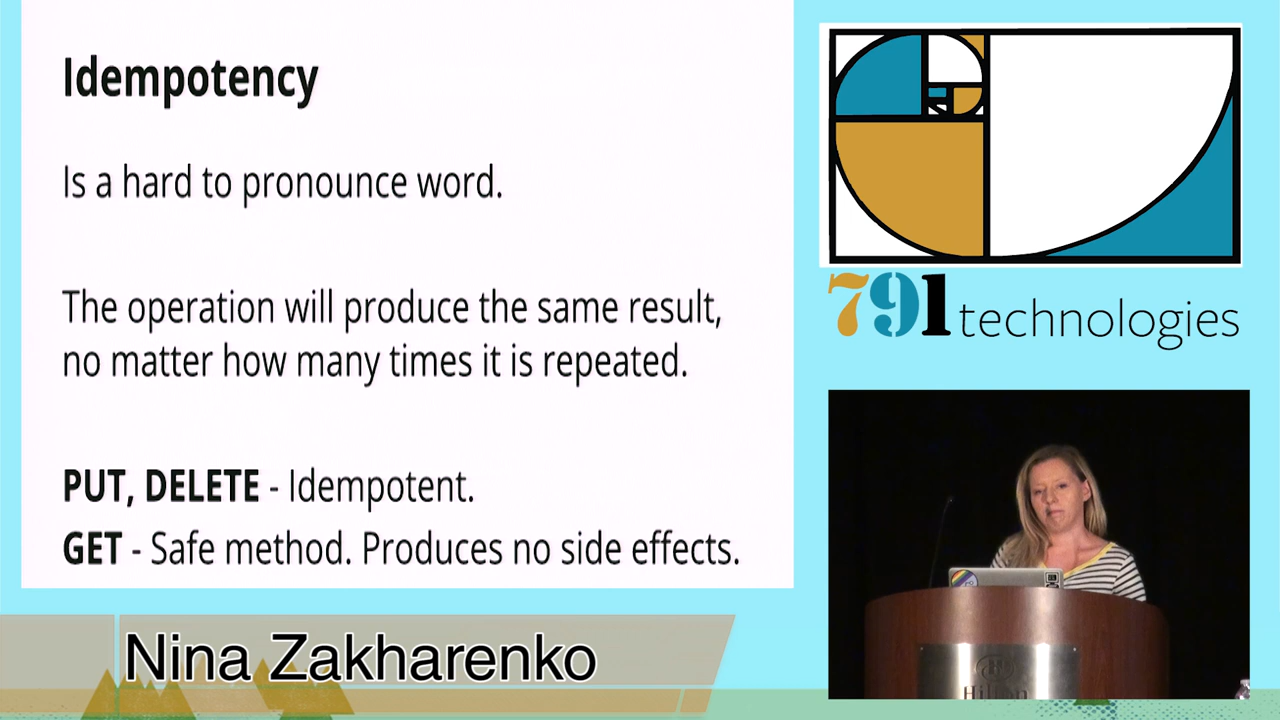 Idempotency
Is a hard to pronounce word.
The operation will produce the same result,
no matter how many times it is repeated.
PUT, DELETE - Idempotent.
GET - Safe method. Produces no side effects.
791 technologies
Hilton
Nina Zakharenko